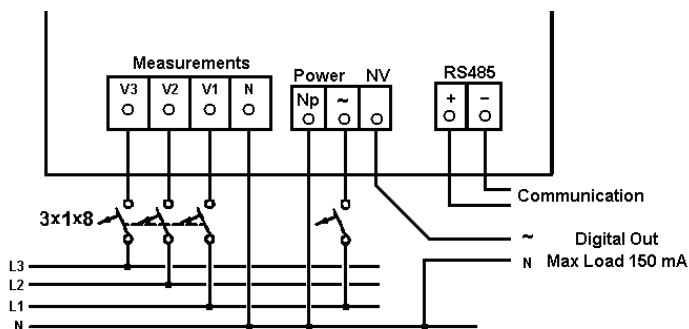 Measurements
V3 V2 V1 N
Power NV
Np ~
RS485
+ -
3x1x8
Communication
~ Digital Out
N Max Load 150 mA
L3
L2
L1
N